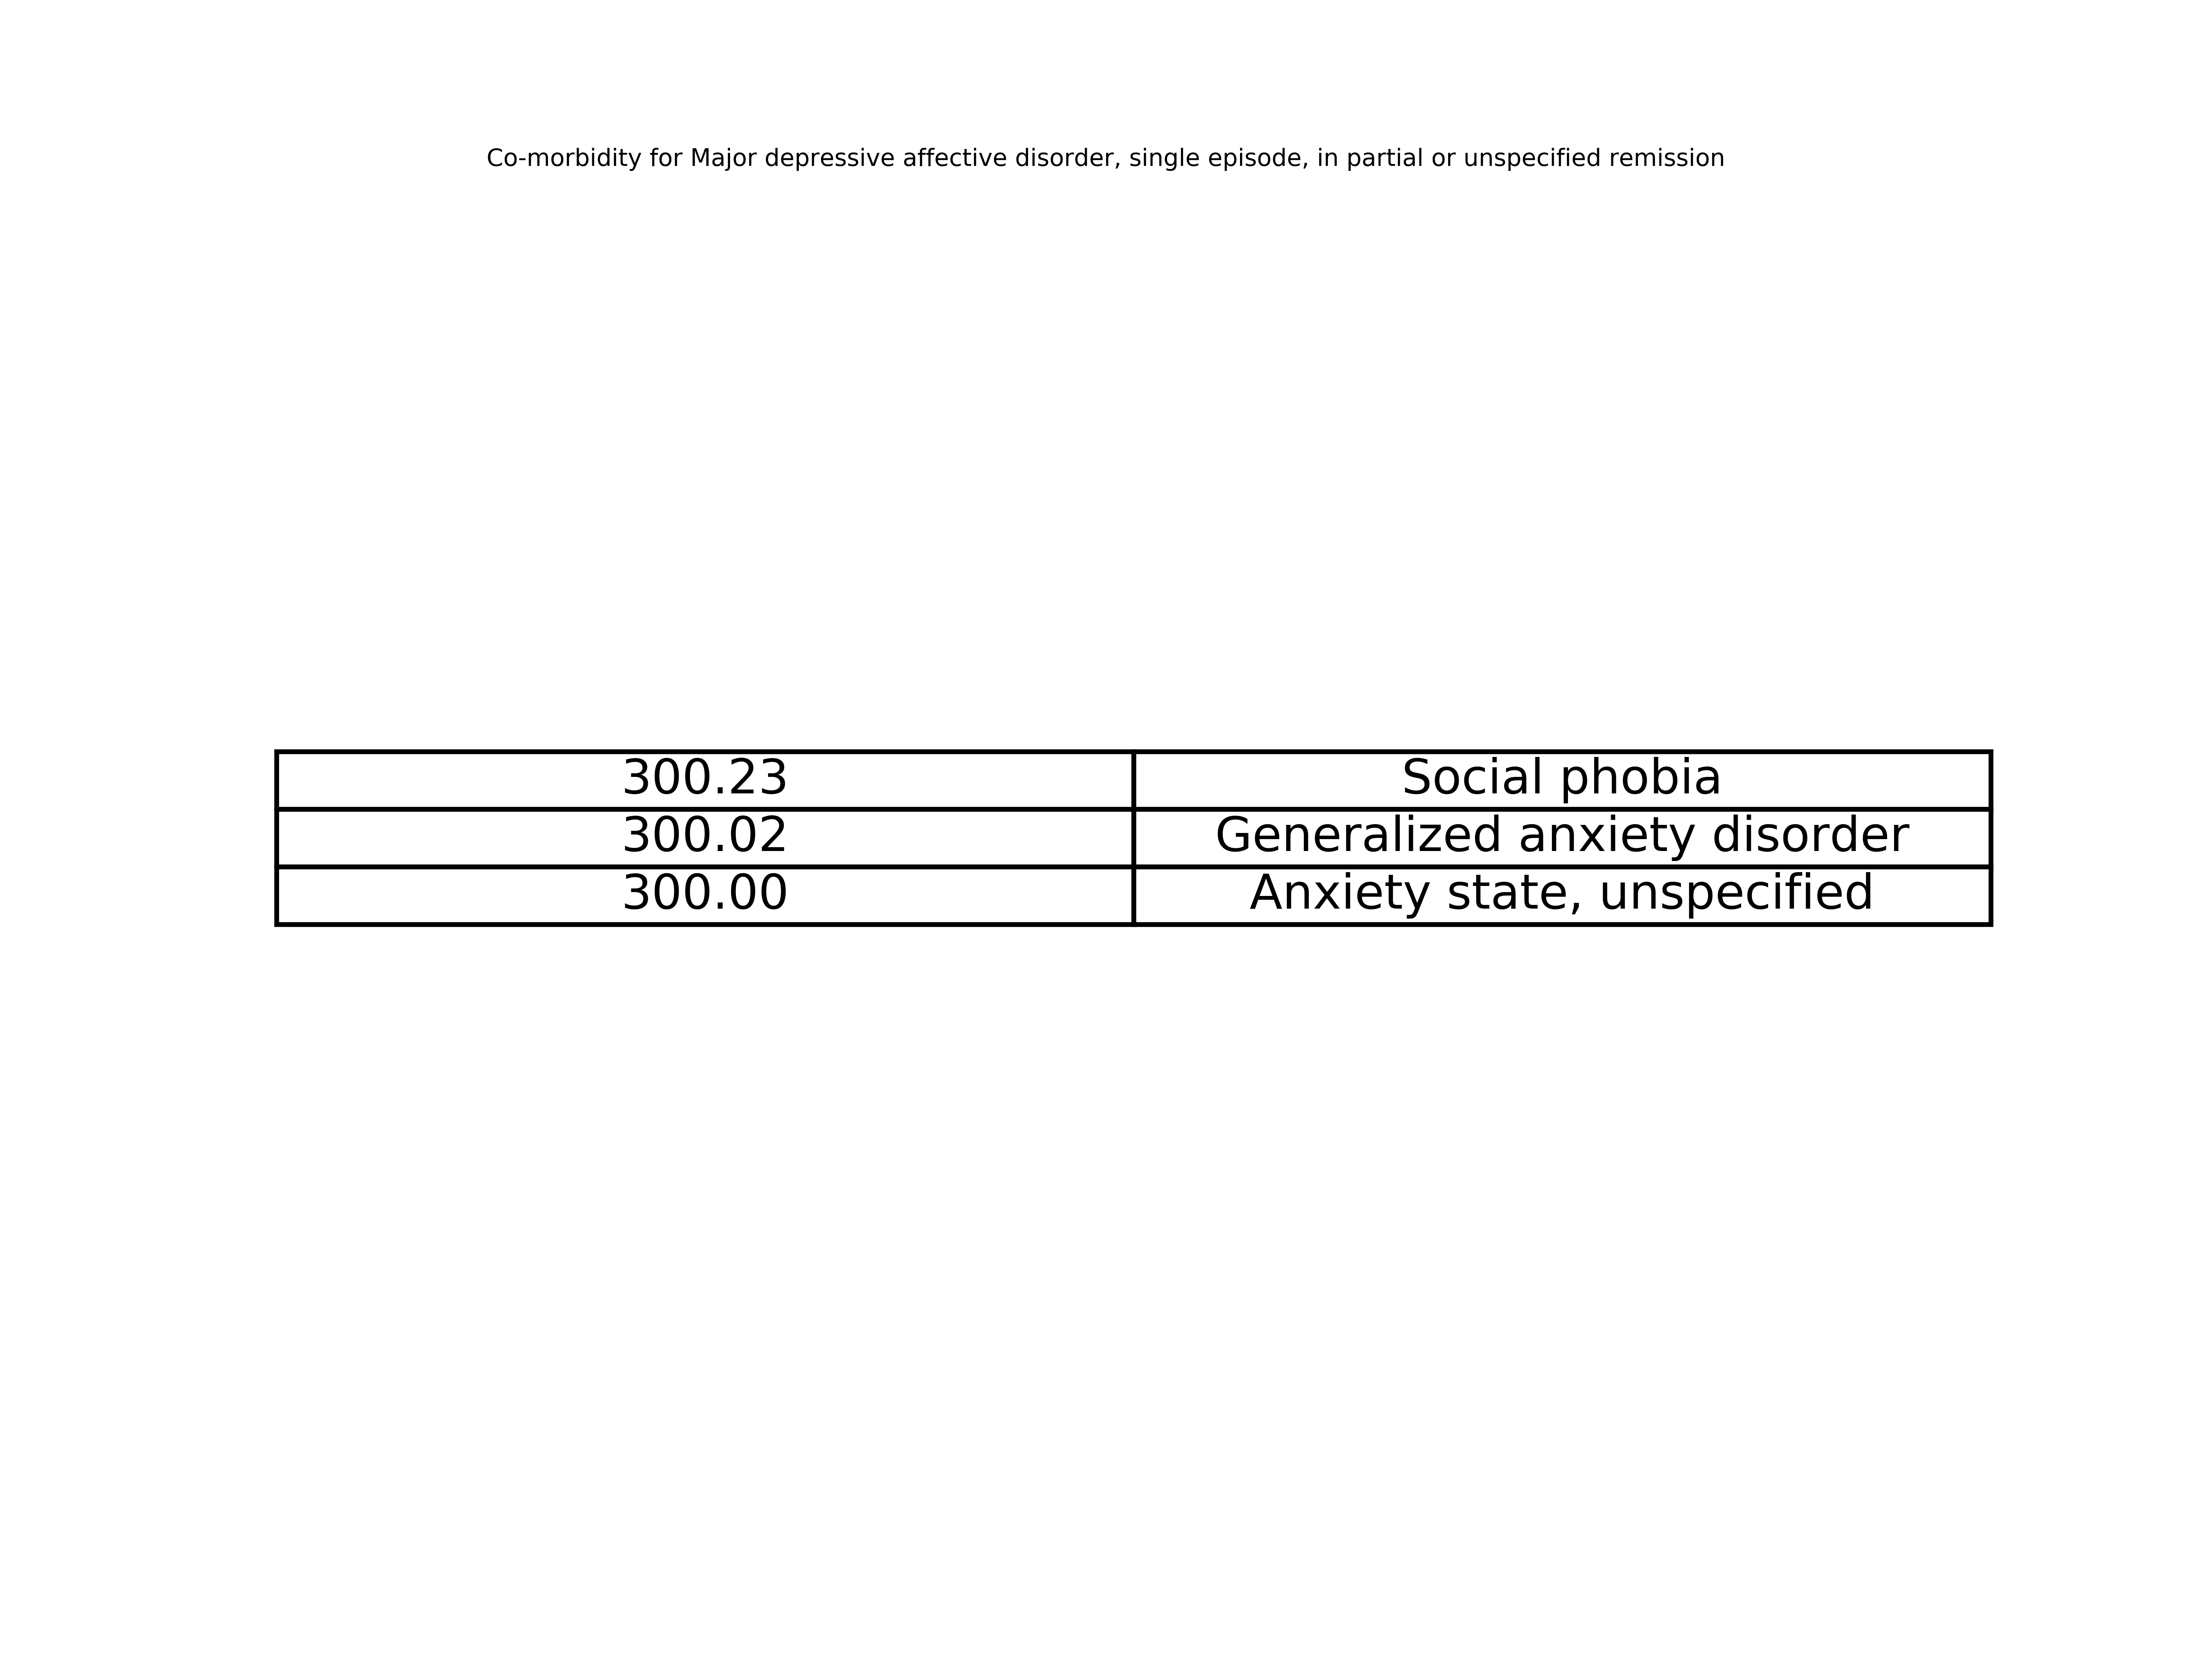 Co-morbidity for Major depressive affective disorder, single episode, in partial or unspecified remission
300.23 Social phobia
300.02 Generalized anxiety disorder
300.00 Anxiety state, unspecified